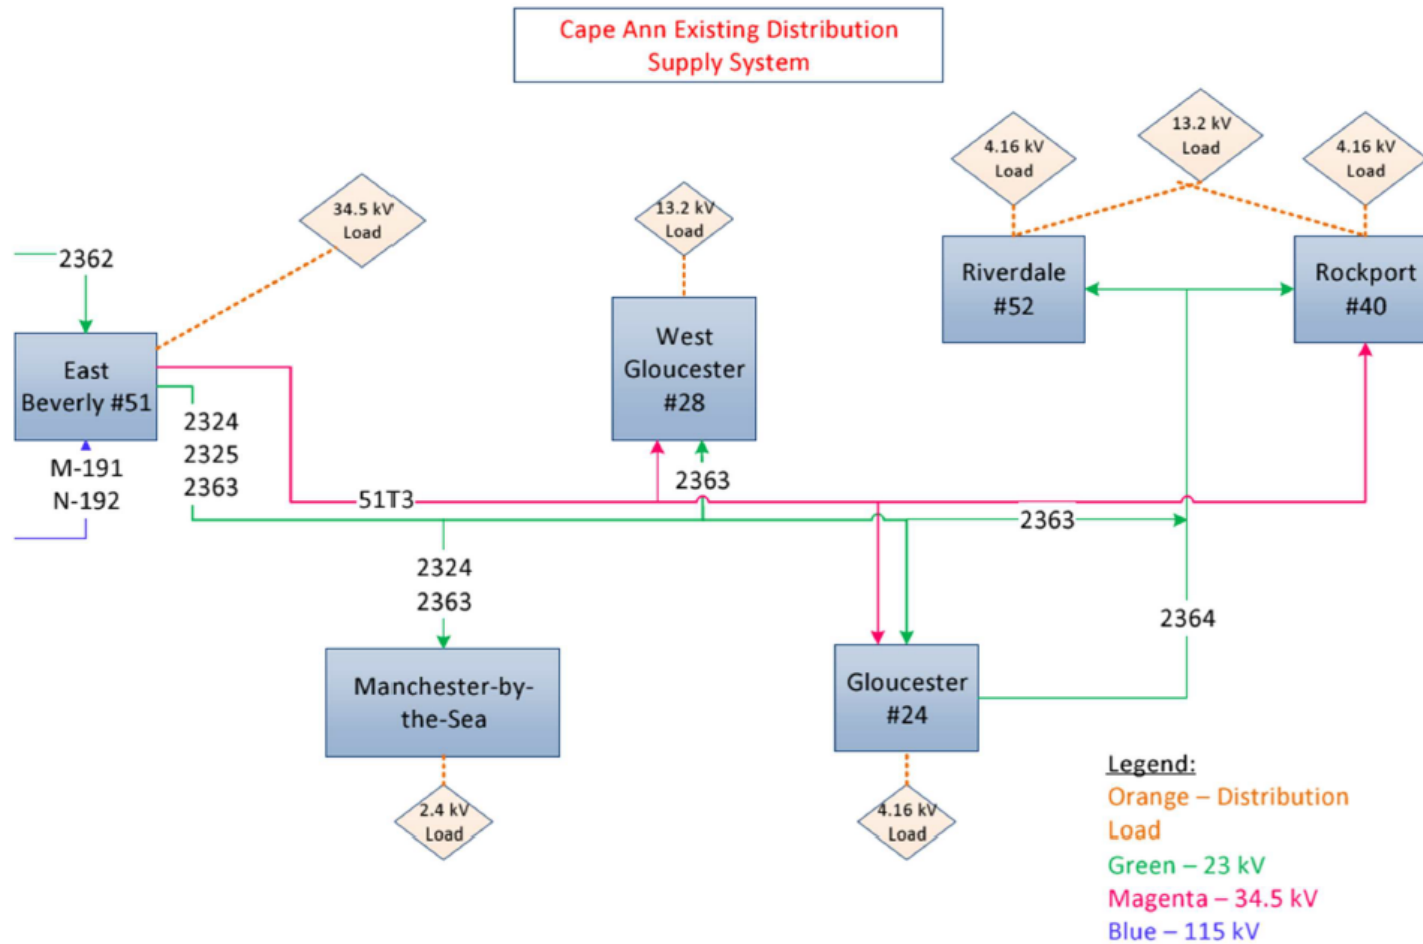 Cape Ann Existing Distribution
Supply System
4.16 kV
Load
13.2 kV
Load
4.16 kV
Load
34.5 kV
Load
13.2 kV
Load
2362
Riverdale
#52
Rockport
#40
East
Beverly #51
West
Gloucester
#28
2324
2325
2363
M-191
N-192
2363
51T3
2363
2324
2363
2364
Manchester-by-
the-Sea
Gloucester
#24
2.4 kV
Load
4.16 kV
Load
Legend:
Orange – Distribution
Load
Green – 23 kV
Magenta – 34.5 kV
Blue – 115 kV